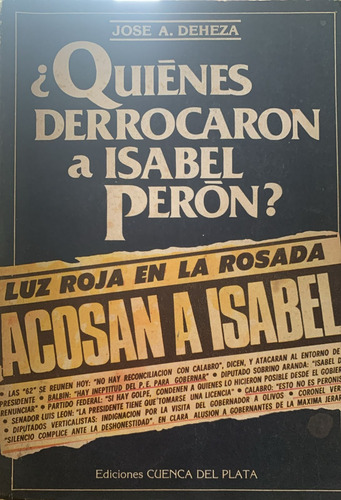 JOSE A. DEHEZA
¿QUIÉNES
DERROCARON
a ISABEL
PERÓN?
LUZ ROJA EN LA ROSADA
ACOSAN A ISABEL
• LAS "62" SE REUNEN HOY: "NO HAY RECONCILIACION CON CALABRO", DICEN, Y ATACARAN AL ENTORNO DE
PRESIDENTE • BALBIN: "HAY INEPTITUD DEL P.E. PARA GOBERNAR" • DIPUTADO SOBRINO ARANDA: "ISABEL D
RENUNCIAR" • PARTIDO FEDERAL: "SI HAY GOLPE, CONDENEN A QUIENES LO HICIERON POSIBLE DESDE EL GOBIE
• SENADOR LUIS LEON: "LA PRESIDENTE TIENE QUE TOMARSE UNA LICENCIA" • CALABRO: "ESTO NO ES PERONIS
• DIPUTADOS VERTICALISTAS: INDIGNACION POR LA VISITA DEL GOBERNADOR A OLIVOS • CORONEL VER
"SILENCIO COMPLICE ANTE LA DESHONESTIDAD", EN CLARA ALUSION A GOBERNANTES DE LA MAXIMA JERAR
Ediciones CUENCA DEL PLATA